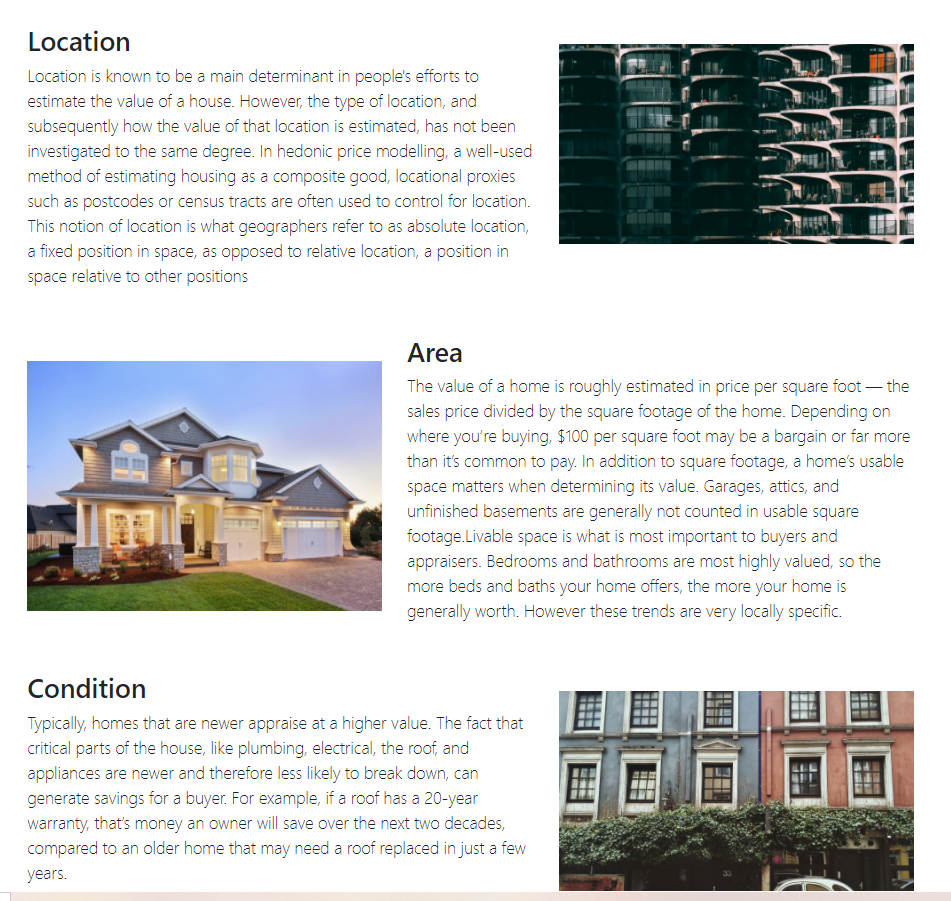 Location
Location is known to be a main determinant in people's efforts to
estimate the value of a house. However, the type of location, and
subsequently how the value of that location is estimated, has not been
investigated to the same degree. In hedonic price modelling, a well-used
method of estimating housing as a composite good, locational proxies
such as postcodes or census tracts are often used to control for location.
This notion of location is what geographers refer to as absolute location,
a fixed position in space, as opposed to relative location, a position in
space relative to other positions
Area
The value of a home is roughly estimated in price per square foot — the
sales price divided by the square footage of the home. Depending on
where you're buying, $100 per square foot may be a bargain or far more
than it's common to pay. In addition to square footage, a home's usable
space matters when determining its value. Garages, attics, and
unfinished basements are generally not counted in usable square
footage.Livable space is what is most important to buyers and
appraisers. Bedrooms and bathrooms are most highly valued, so the
more beds and baths your home offers, the more your home is
generally worth. However these trends are very locally specific.
Condition
Typically, homes that are newer appraise at a higher value. The fact that
critical parts of the house, like plumbing, electrical, the roof, and
appliances are newer and therefore less likely to break down, can
generate savings for a buyer. For example, if a roof has a 20-year
warranty, that's money an owner will save over the next two decades,
compared to an older home that may need a roof replaced in just a few
years.